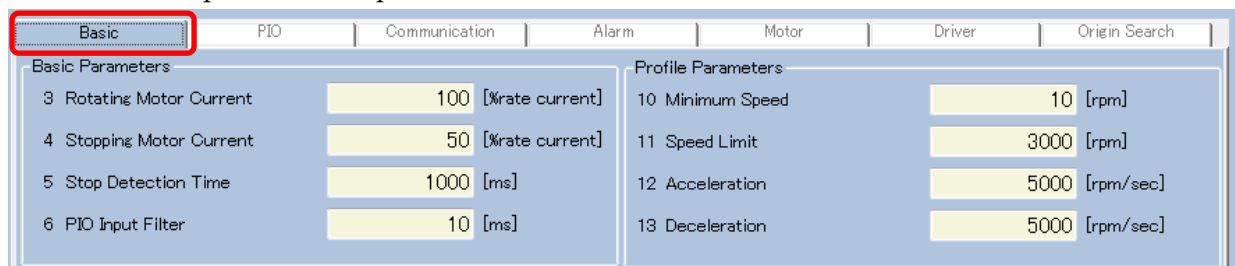 Basic PIO Communication Alarm Motor Driver Origin Search
Basic Parameters
3 Rotating Motor Current 100 [%rate current]
4 Stopping Motor Current 50 [%rate current]
5 Stop Detection Time 1000 [ms]
6 PIO Input Filter 10 [ms]
Profile Parameters
10 Minimum Speed 10 [rpm]
11 Speed Limit 3000 [rpm]
12 Acceleration 5000 [rpm/sec]
13 Deceleration 5000 [rpm/sec]